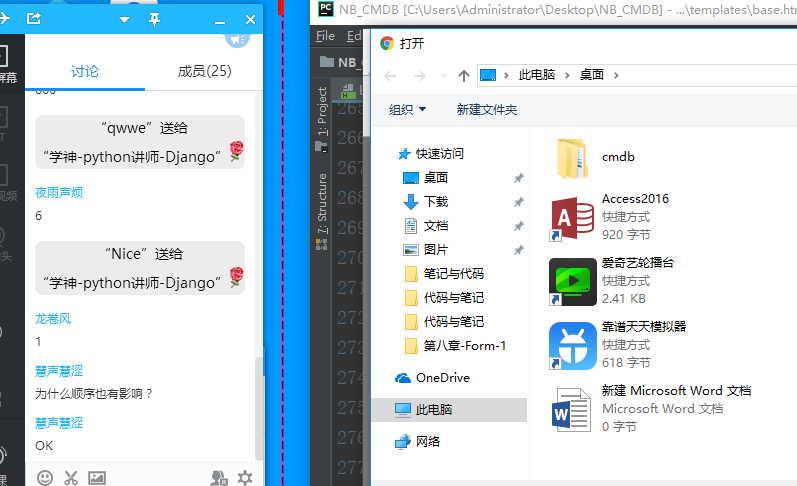 屏幕
讨论
成员(25)
666
“qwwe”送给
“学神-python讲师-Django”
夜雨声烦
6
“Nice”送给
“学神-python讲师-Django”
龙卷风
1
慧声慧涩
为什么顺序也有影响？
慧声慧涩
OK
NB_CMDB [C:\Users\Administrator\Desktop\NB_CMDB] - ...\templates\base.htm
File Ed
NB_
1: Project
7: Structure
265
266
267
268
269
270
271
272
273
274
275
276
277
打开
此电脑
桌面
组织
新建文件夹
快速访问
桌面
下载
文档
图片
笔记与代码
代码与笔记
代码与笔记
第八章-Form-1
OneDrive
此电脑
网络
cmdb
Access2016
快捷方式
920 字节
爱奇艺轮播台
快捷方式
2.41 KB
靠谱天天模拟器
快捷方式
618 字节
新建 Microsoft Word 文档
Microsoft Word 文档
0 字节